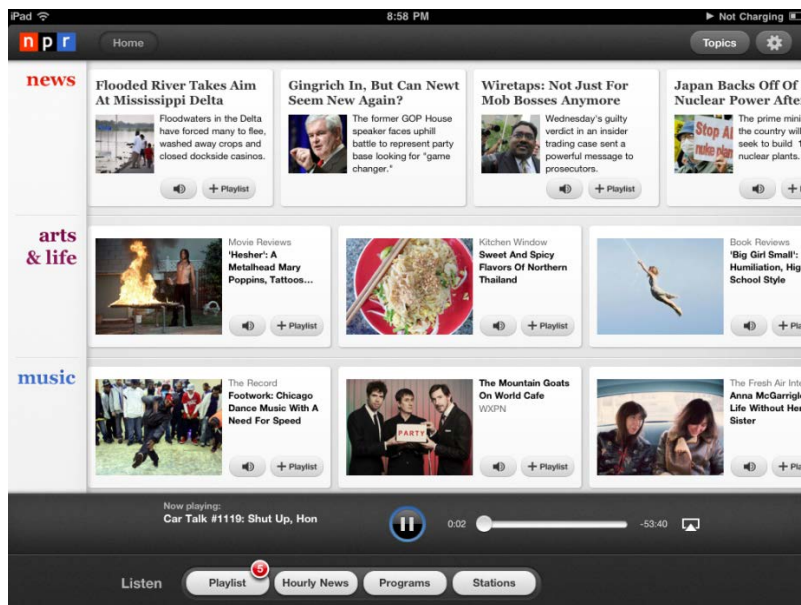 iPad
8:58 PM
Not Charging
npr
Home
Topics
news
Flooded River Takes Aim
At Mississippi Delta
Floodwaters in the Delta
have forced many to flee,
washed away crops and
closed dockside casinos.
+ Playlist
Gingrich In, But Can Newt
Seem New Again?
The former GOP House
speaker faces uphill
battle to represent party
base looking for "game
changer."
Wiretaps: Not Just For
Mob Bosses Anymore
Wednesday's guilty
verdict in an insider
trading case sent a
powerful message to
prosecutors.
+ Playlist
Japan Backs Off Of
Nuclear Power Afte
Stop
nuke plan
The prime mini
the country will
seek to build 1
nuclear plants.
+
arts
& life
Movie Reviews
'Hesher': A
Metalhead Mary
Poppins, Tattoos...
+ Playlist
Kitchen Window
Sweet And Spicy
Flavors Of Northern
Thailand
+ Playlist
Book Reviews
'Big Girl Small':
Humiliation, Hig
School Style
+ Pla
music
The Record
Footwork: Chicago
Dance Music With A
Need For Speed
+ Playlist
PARTY
The Mountain Goats
On World Cafe
WXPN
+ Playlist
The Fresh Air Inte
Anna McGarrigle
Life Without Her
Sister
+ Pla
Now playing:
Car Talk #1119: Shut Up, Hon
0:02
-53:40
Listen
Playlist
5
Hourly News
Programs
Stations